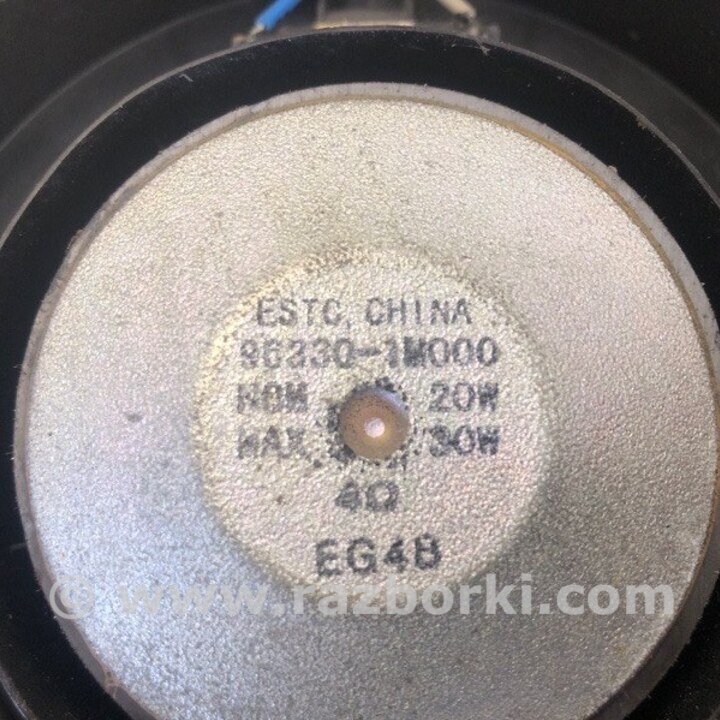 ESTC, CHINA
96330-1M000
NOM 20W
MAX 30W
4Ω
EG4B
© www.razborki.com